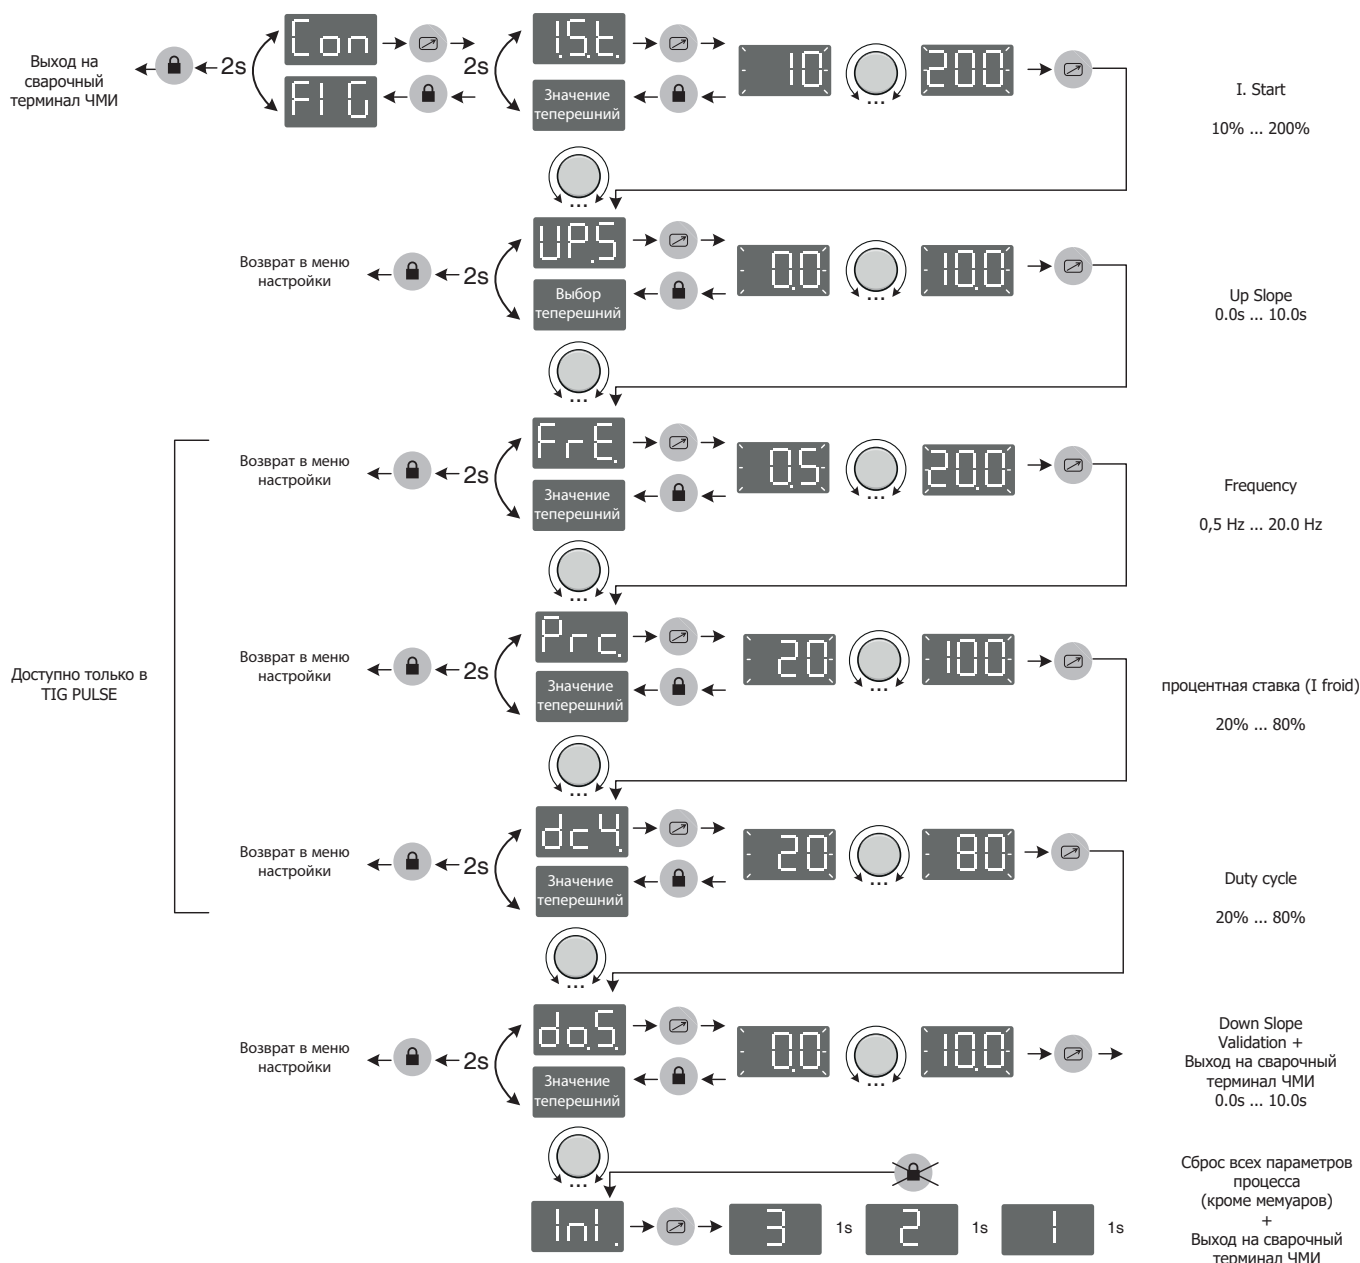 Выход на
сварочный
терминал ЧМИ
2s
Con
FIG
2s
I.St.
Значение
теперешний
10
...
200
I. Start
10% ... 200%
...
Возврат в меню
настройки
2s
UP.S
Выбор
теперешний
0.0
...
10.0
Up Slope
0.0s ... 10.0s
...
Доступно только в
TIG PULSE
Возврат в меню
настройки
2s
FrE.
Значение
теперешний
0.5
...
20.0
Frequency
0,5 Hz ... 20.0 Hz
...
Возврат в меню
настройки
2s
Prc.
Значение
теперешний
20
...
100
процентная ставка (I froid)
20% ... 80%
...
Возврат в меню
настройки
2s
dcy.
Значение
теперешний
20
...
80
Duty cycle
20% ... 80%
...
Возврат в меню
настройки
2s
do.S.
Значение
теперешний
0.0
...
10.0
Down Slope
Validation +
Выход на сварочный
терминал ЧМИ
0.0s ... 10.0s
...
InI.
3
1s
2
1s
1
1s
Сброс всех параметров
процесса
(кроме мемуаров)
+
Выход на сварочный
терминал ЧМИ